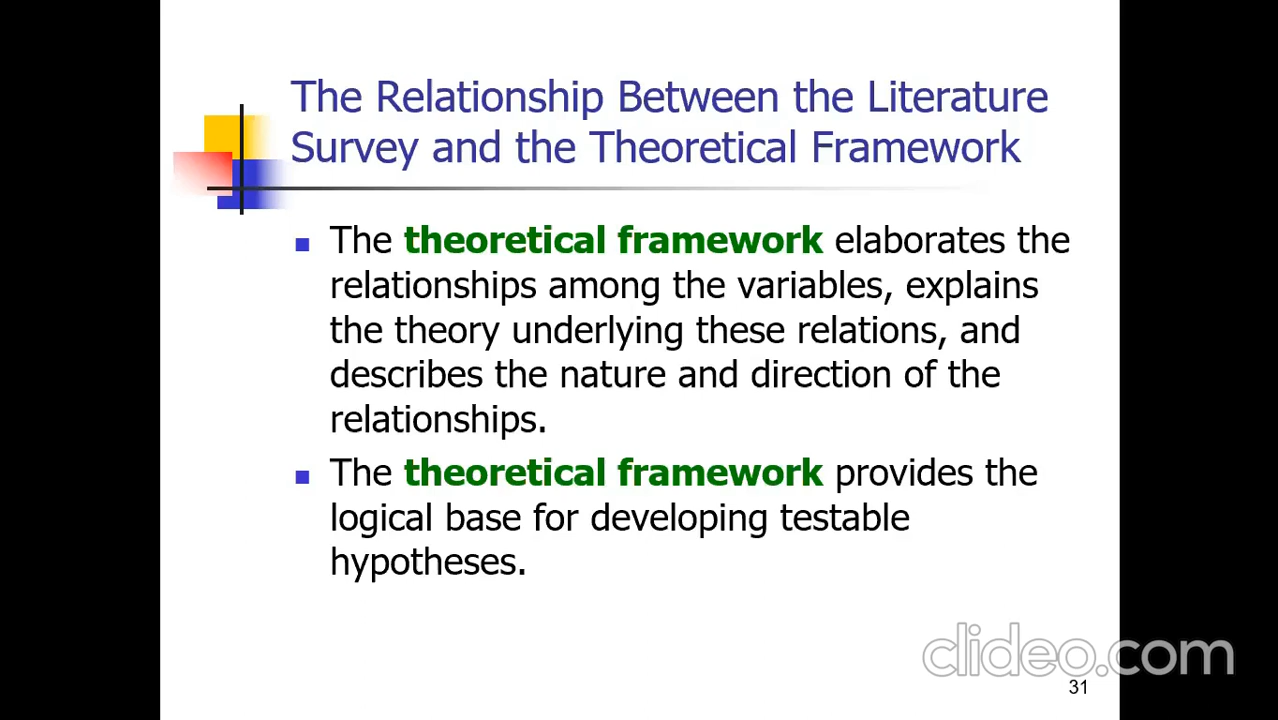 The Relationship Between the Literature
Survey and the Theoretical Framework
The theoretical framework elaborates the
relationships among the variables, explains
the theory underlying these relations, and
describes the nature and direction of the
relationships.
The theoretical framework provides the
logical base for developing testable
hypotheses.
clideo.com
31